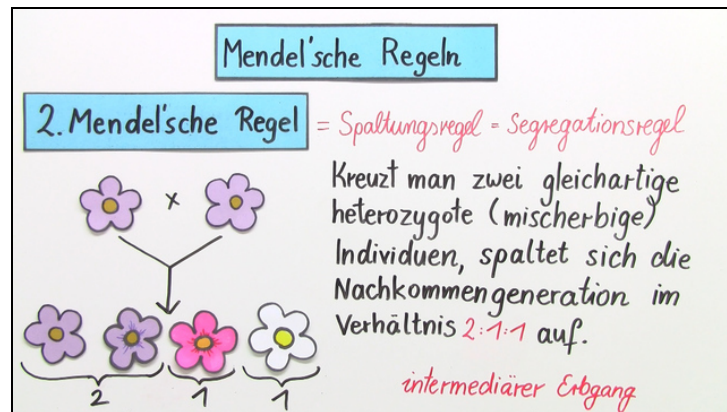 Mendel'sche Regeln
2. Mendel'sche Regel = Spaltungsregel = Segregationsregel
Kreuzt man zwei gleichartige
heterozygote (mischerbige)
Individuen, spaltet sich die
Nachkommengeneration im
Verhältnis 2:1:1 auf.
x
2 1 1
intermediärer Erbgang